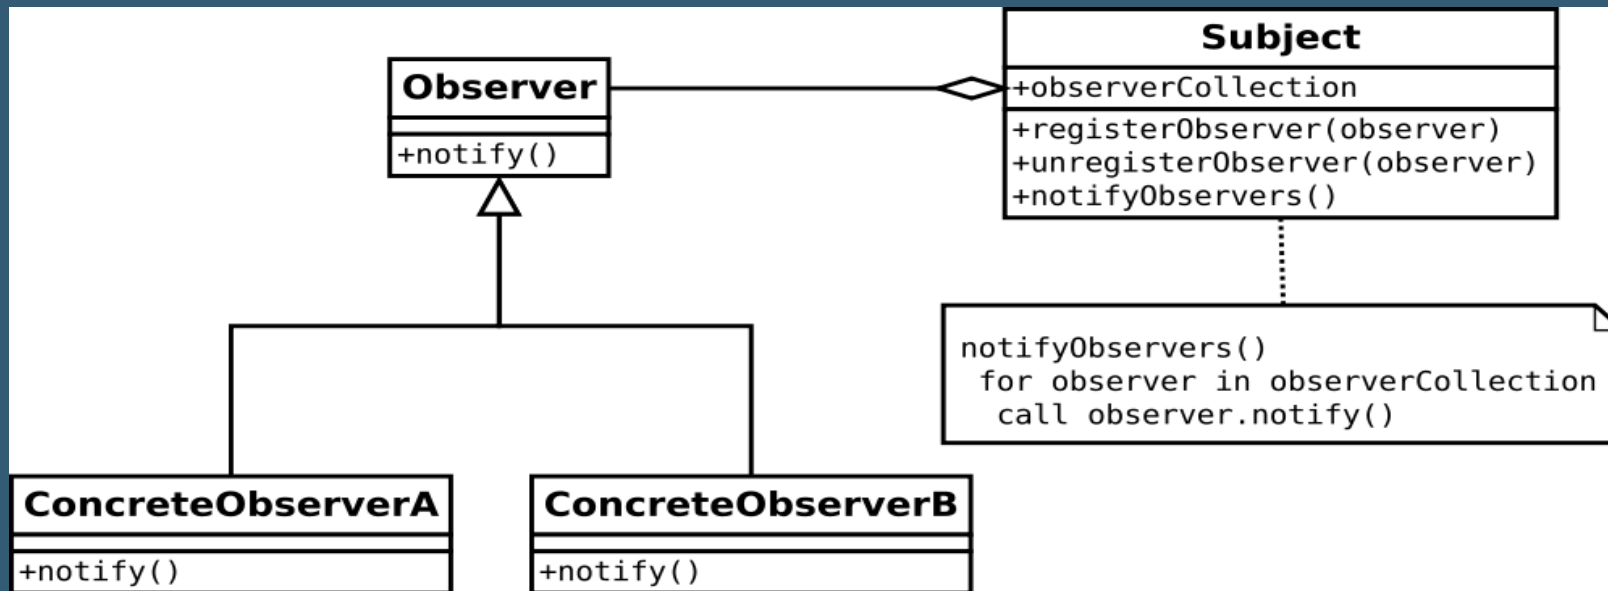 Observer
+notify()
Subject
+observerCollection
+registerObserver(observer)
+unregisterObserver(observer)
+notifyObservers()
notifyObservers()
for observer in observerCollection
call observer.notify()
ConcreteObserverA
+notify()
ConcreteObserverB
+notify()